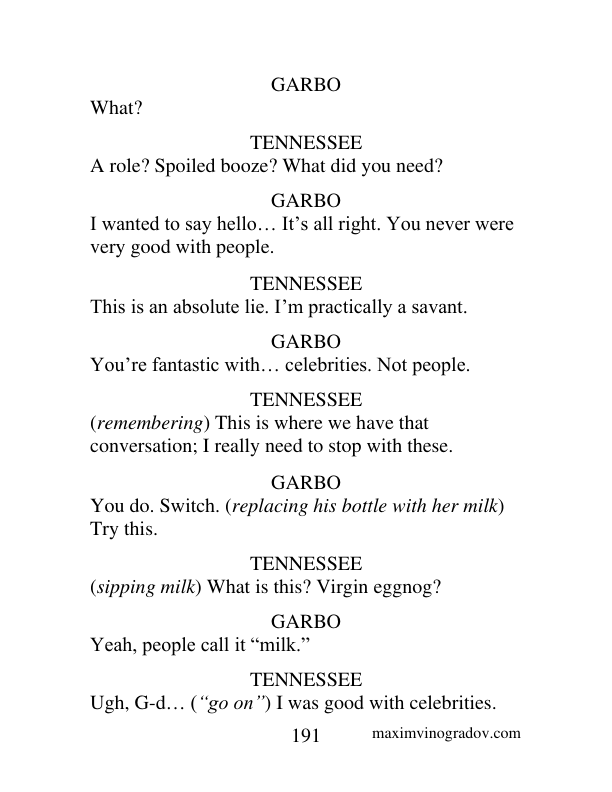 GARBO
What?
TENNESSEE
A role? Spoiled booze? What did you need?
GARBO
I wanted to say hello… It’s all right. You never were
very good with people.
TENNESSEE
This is an absolute lie. I’m practically a savant.
GARBO
You’re fantastic with… celebrities. Not people.
TENNESSEE
(remembering) This is where we have that
conversation; I really need to stop with these.
GARBO
You do. Switch. (replacing his bottle with her milk)
Try this.
TENNESSEE
(sipping milk) What is this? Virgin eggnog?
GARBO
Yeah, people call it “milk.”
TENNESSEE
Ugh, G-d… (“go on”) I was good with celebrities.
191 maximvinogradov.com